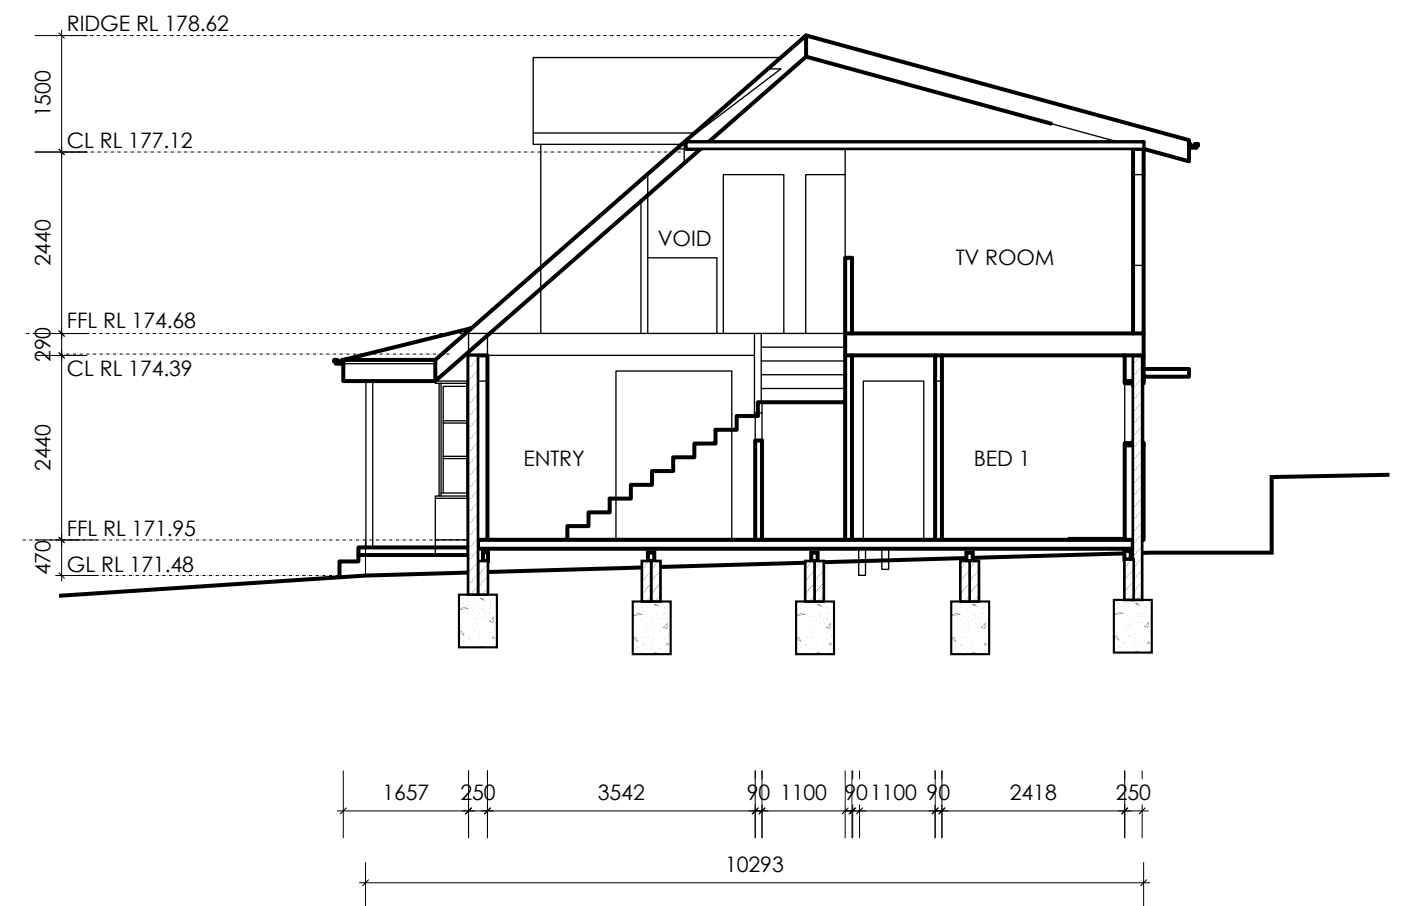 RIDGE RL 178.62
1500
CL RL 177.12
2440
VOID
TV ROOM
FFL RL 174.68
290
CL RL 174.39
2440
ENTRY
BED 1
FFL RL 171.95
470
GL RL 171.48
1657 250 3542 90 1100 90 1100 90 2418 250
10293